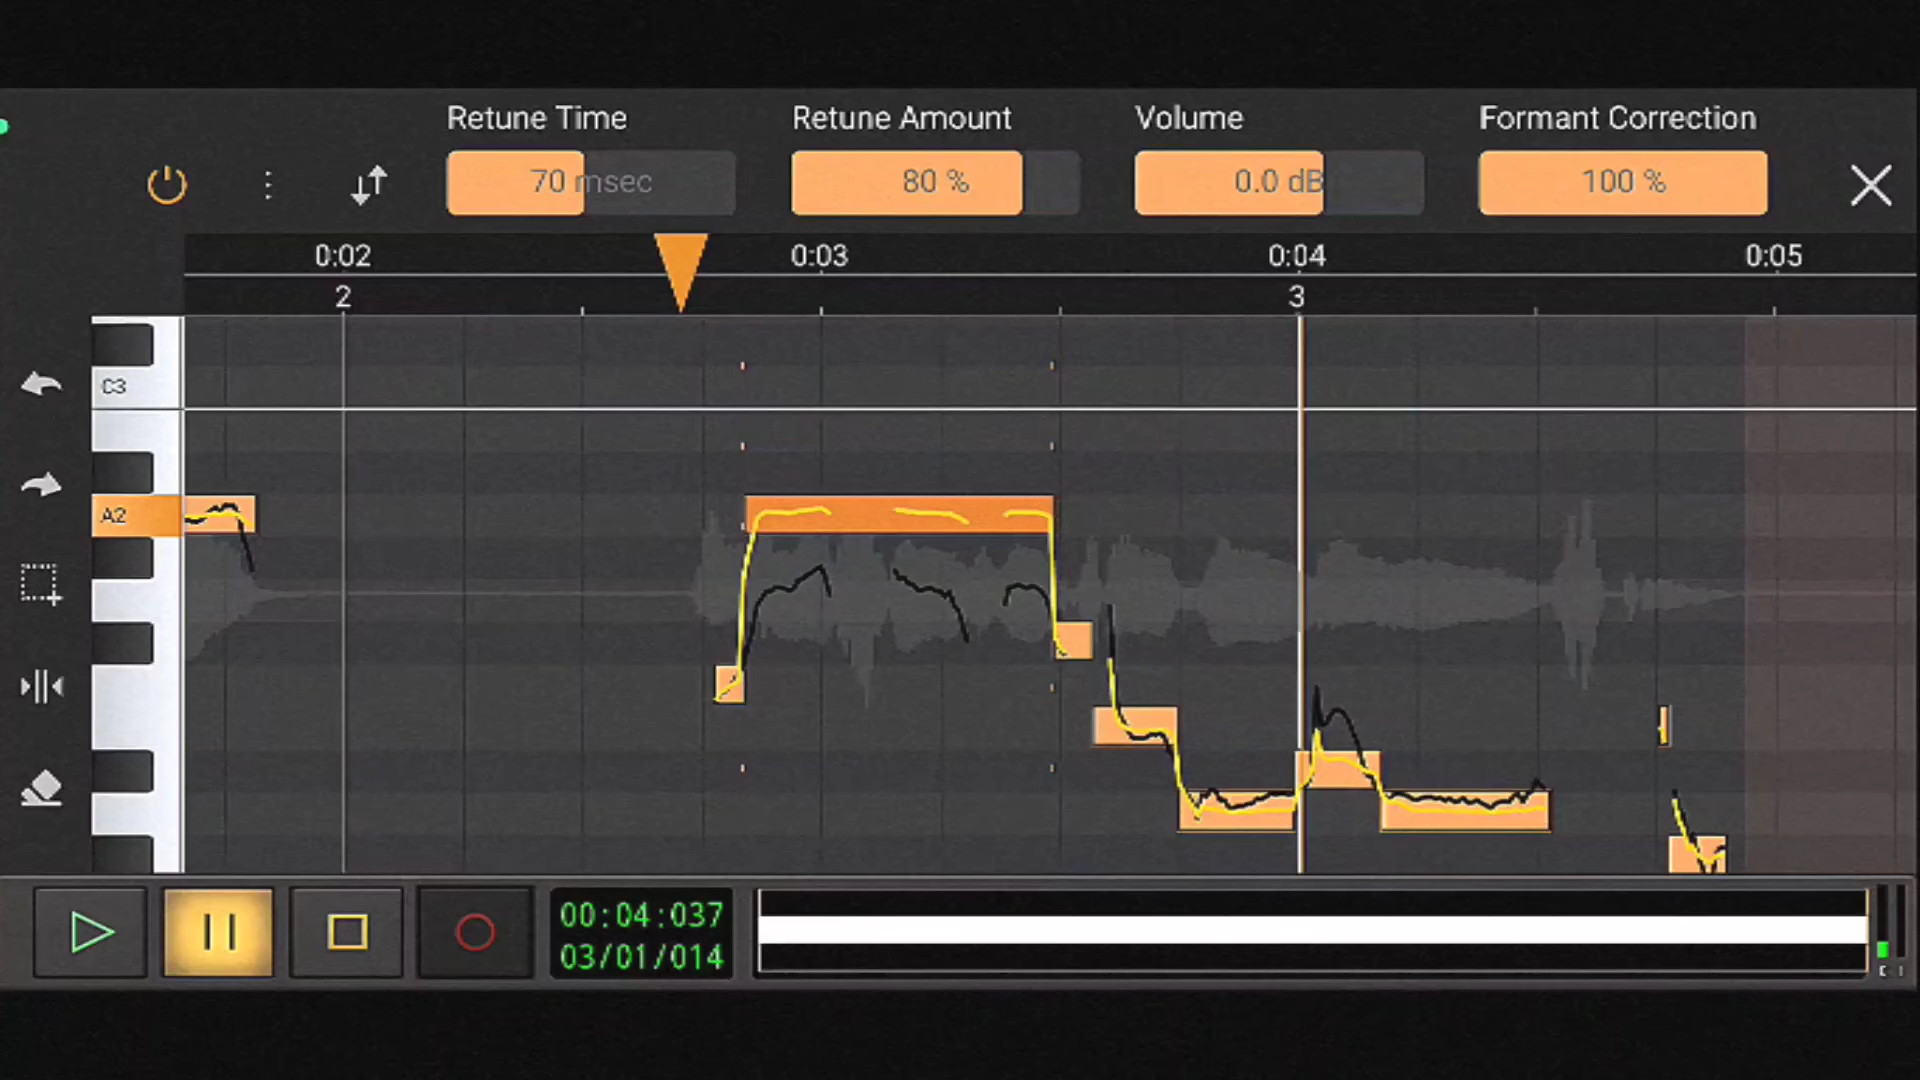 Retune Time
Retune Amount
Volume
Formant Correction
70 msec
80 %
0.0 dB
100 %
0:02
0:03
0:04
0:05
2
3
C3
A2
00:04:037
03/01/014